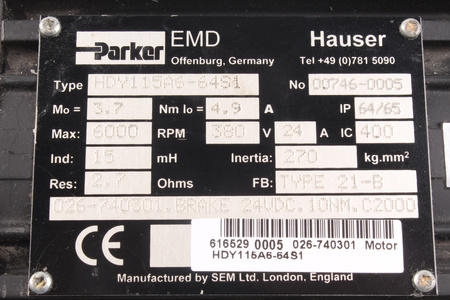 Parker EMD Hauser
Offenburg, Germany Tel +49 (0)781 5090
Type HDY115A6-64S1 No 00746-0005
Mo = 3.7 Nm Io = 4.9 A IP 64/65
Max: 6000 RPM 380 V 24 A IC 400
Ind: 15 mH Inertia: 270 kg.mm²
Res: 2.7 Ohms FB: TYPE 21-B
026-740301.BRAKE 24VDC.10NM.C2000
CE
616529 0005 026-740301 Motor
HDY115A6-64S1
Manufactured by SEM Ltd. London, England